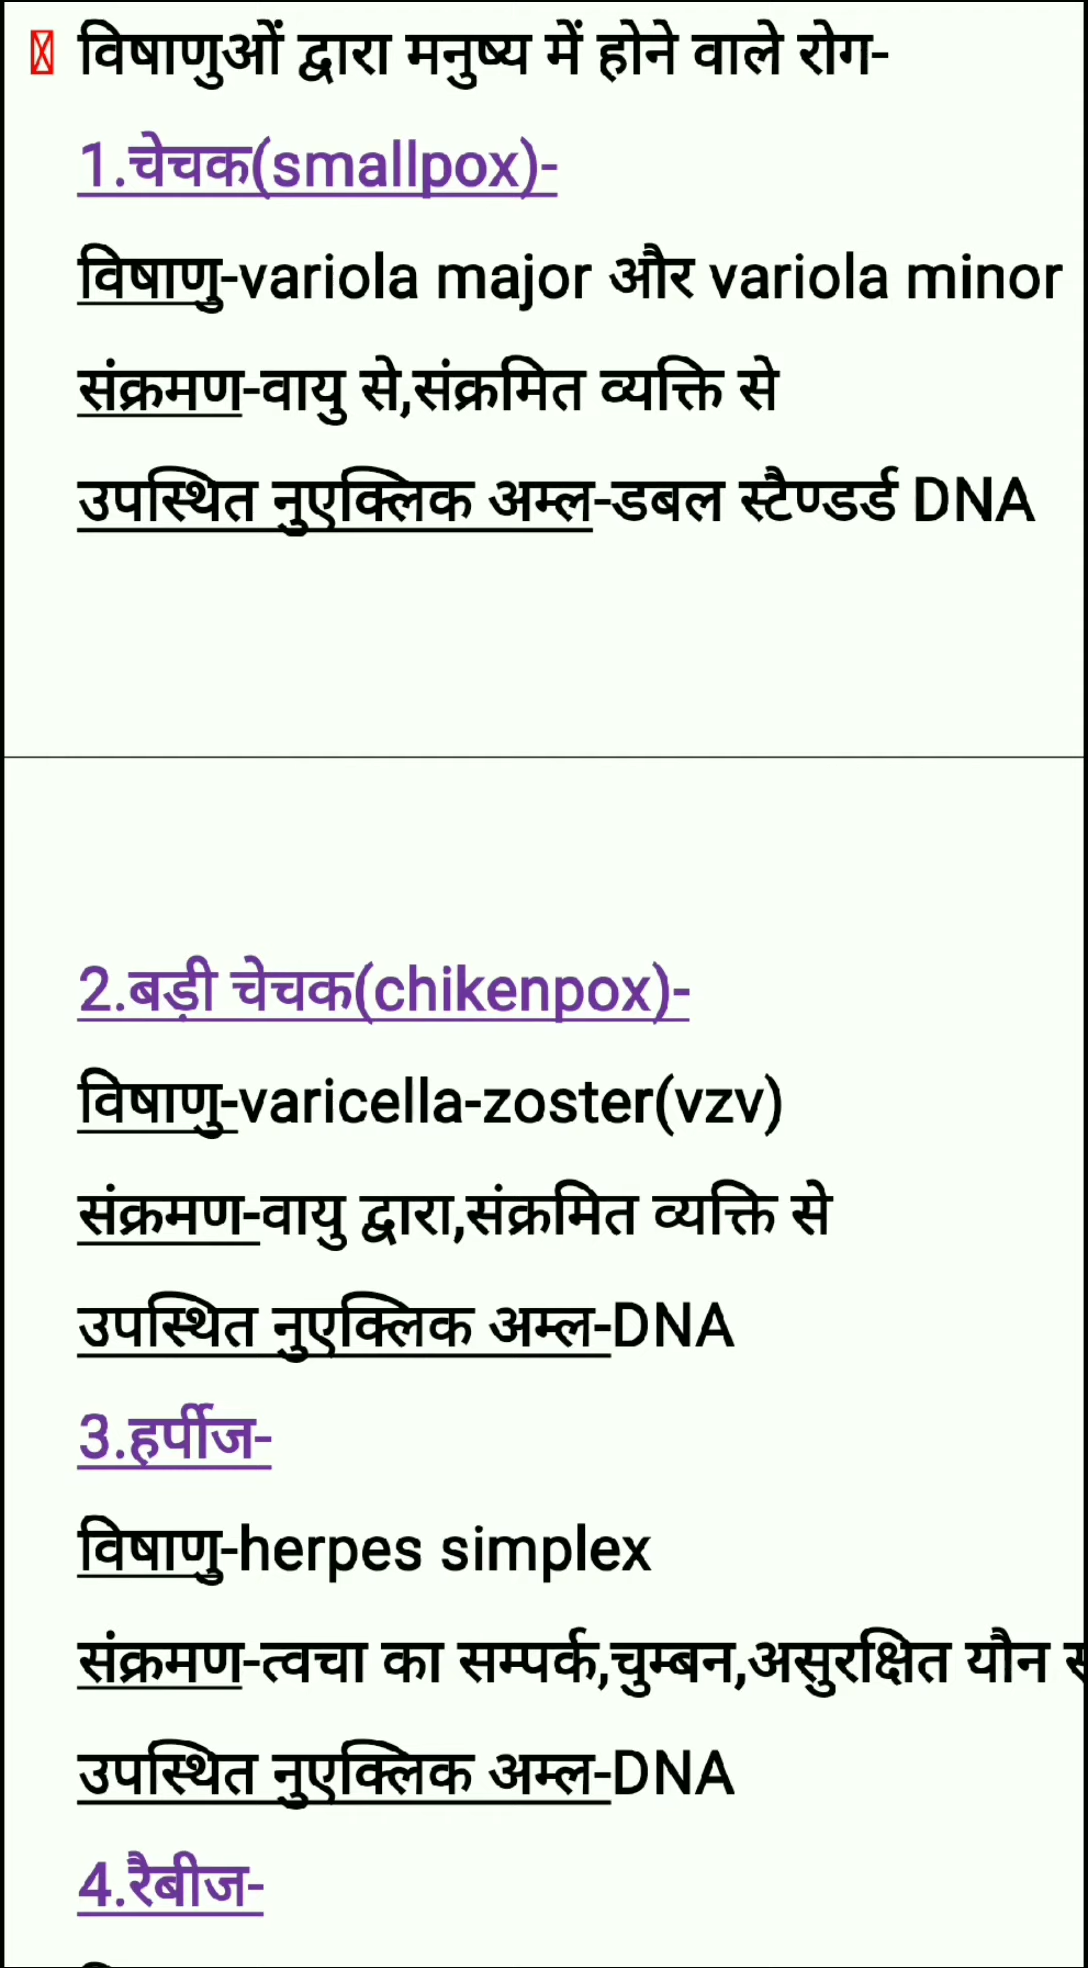 विषाणुओं द्वारा मनुष्य में होने वाले रोग-
1.चेचक(smallpox)-
विषाणु-variola major और variola minor
संक्रमण-वायु से,संक्रमित व्यक्ति से
उपस्थित नुएक्लिक अम्ल-डबल स्टैण्डर्ड DNA
2.बड़ी चेचक(chikenpox)-
विषाणु-varicella-zoster(vzv)
संक्रमण-वायु द्वारा,संक्रमित व्यक्ति से
उपस्थित नुएक्लिक अम्ल-DNA
3.हर्पीज-
विषाणु-herpes simplex
संक्रमण-त्वचा का सम्पर्क,चुम्बन,असुरक्षित यौन
उपस्थित नुएक्लिक अम्ल-DNA
4.रैबीज-